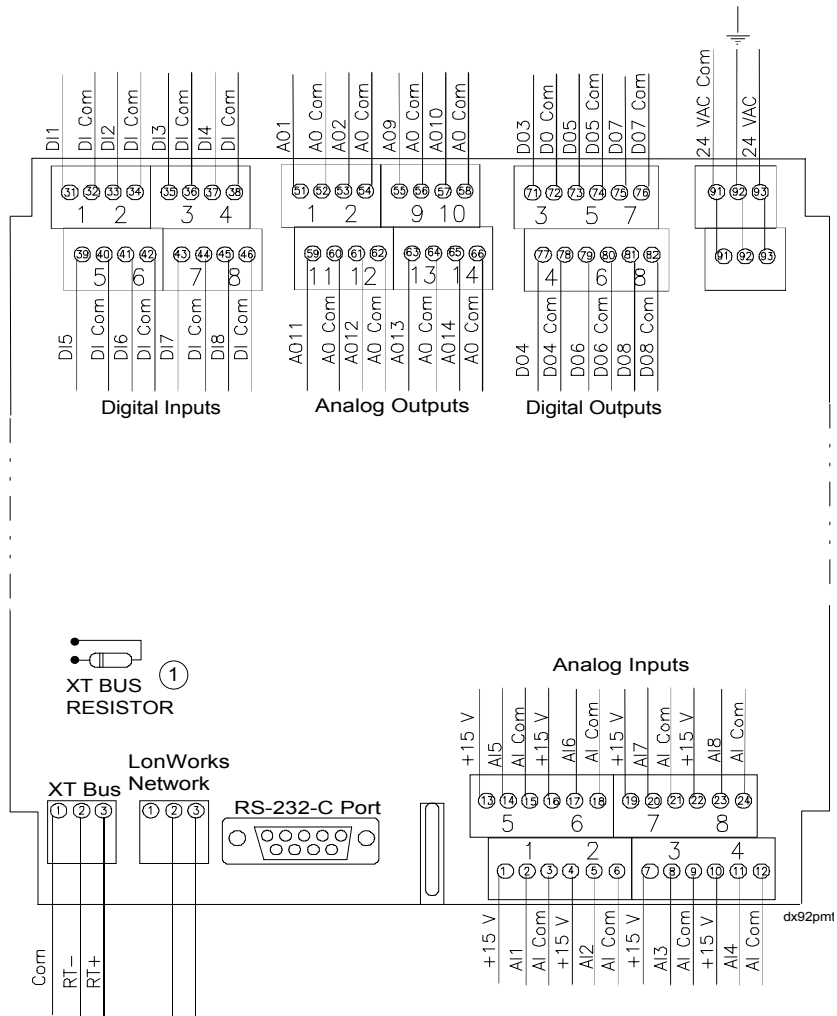 24 VAC Com
24 VAC
DI1
DI Com
DI2
DI Com
DI3
DI Com
DI4
DI Com
AO1
AO Com
AO2
AO Com
AO9
AO Com
AO10
AO Com
DO3
DO Com
DO5
DO5 Com
DO7
DO7 Com
31 32 33 34 35 36 37 38
1 2 3 4
51 52 53 54 55 56 57 58
1 2 9 10
71 72 73 74 75 76
3 5 7
91 92 93
39 40 41 42 43 44 45 46
5 6 7 8
59 60 61 62 63 64 65 66
11 12 13 14
77 78 79 80 81 82
4 6 8
91 92 93
DI5
DI Com
DI6
DI Com
DI7
DI Com
DI8
DI Com
AO11
AO Com
AO12
AO Com
AO13
AO Com
AO14
AO Com
DO4
DO4 Com
DO6
DO6 Com
DO8
DO8 Com
Digital Inputs
Analog Outputs
Digital Outputs
1
XT BUS
RESISTOR
Analog Inputs
+15 V
AI5
AI Com
+15 V
AI6
AI Com
+15 V
AI7
AI Com
+15 V
AI8
AI Com
XT Bus
LonWorks
Network
RS-232-C Port
1 2 3
1 2 3
13 14 15 16 17 18 19 20 21 22 23 24
5 6 7 8
1 2 3 4
1 2 3 4 5 6 7 8 9 10 11 12
+15 V
AI1
AI Com
+15 V
AI2
AI Com
+15 V
AI3
AI Com
+15 V
AI4
AI Com
Com
RT-
RT+
dx92pmt